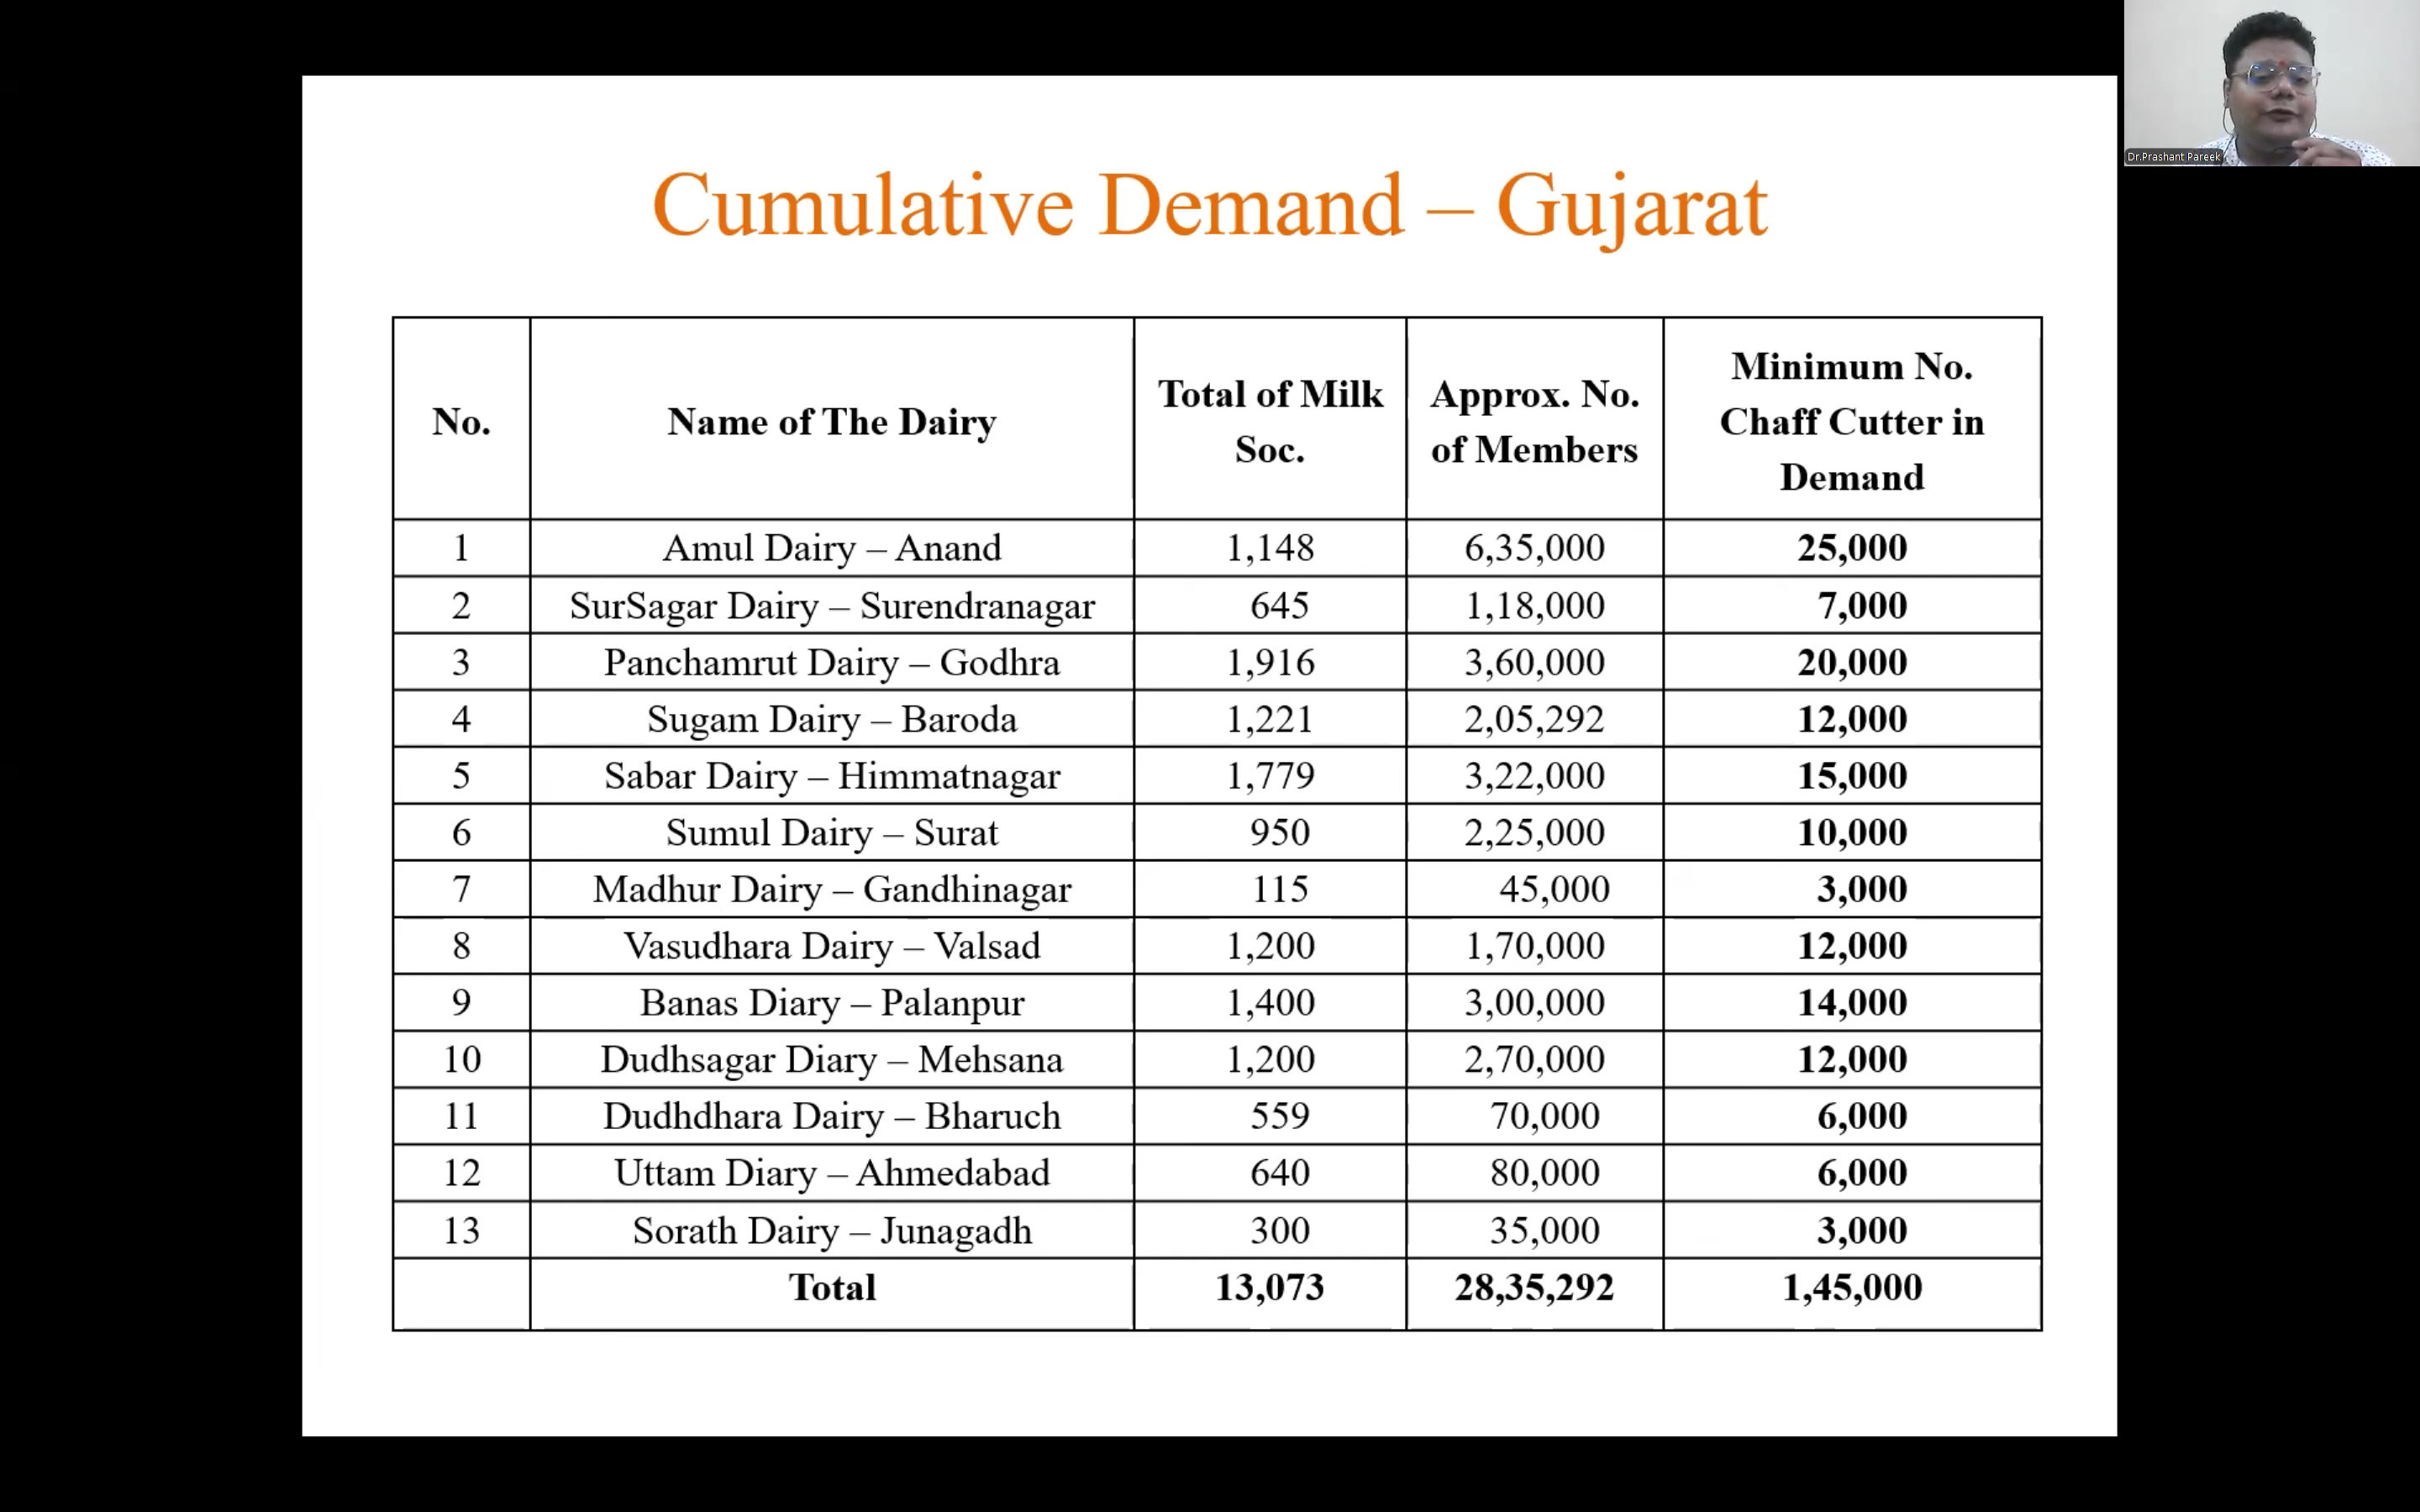 Dr.Prashant Pareek
Cumulative Demand – Gujarat
No. Name of The Dairy Total of Milk Soc. Approx. No. of Members Minimum No. Chaff Cutter in Demand
1 Amul Dairy – Anand 1,148 6,35,000 25,000
2 SurSagar Dairy – Surendranagar 645 1,18,000 7,000
3 Panchamrut Dairy – Godhra 1,916 3,60,000 20,000
4 Sugam Dairy – Baroda 1,221 2,05,292 12,000
5 Sabar Dairy – Himmatnagar 1,779 3,22,000 15,000
6 Sumul Dairy – Surat 950 2,25,000 10,000
7 Madhur Dairy – Gandhinagar 115 45,000 3,000
8 Vasudhara Dairy – Valsad 1,200 1,70,000 12,000
9 Banas Diary – Palanpur 1,400 3,00,000 14,000
10 Dudhsagar Diary – Mehsana 1,200 2,70,000 12,000
11 Dudhdhara Dairy – Bharuch 559 70,000 6,000
12 Uttam Diary – Ahmedabad 640 80,000 6,000
13 Sorath Dairy – Junagadh 300 35,000 3,000
Total 13,073 28,35,292 1,45,000